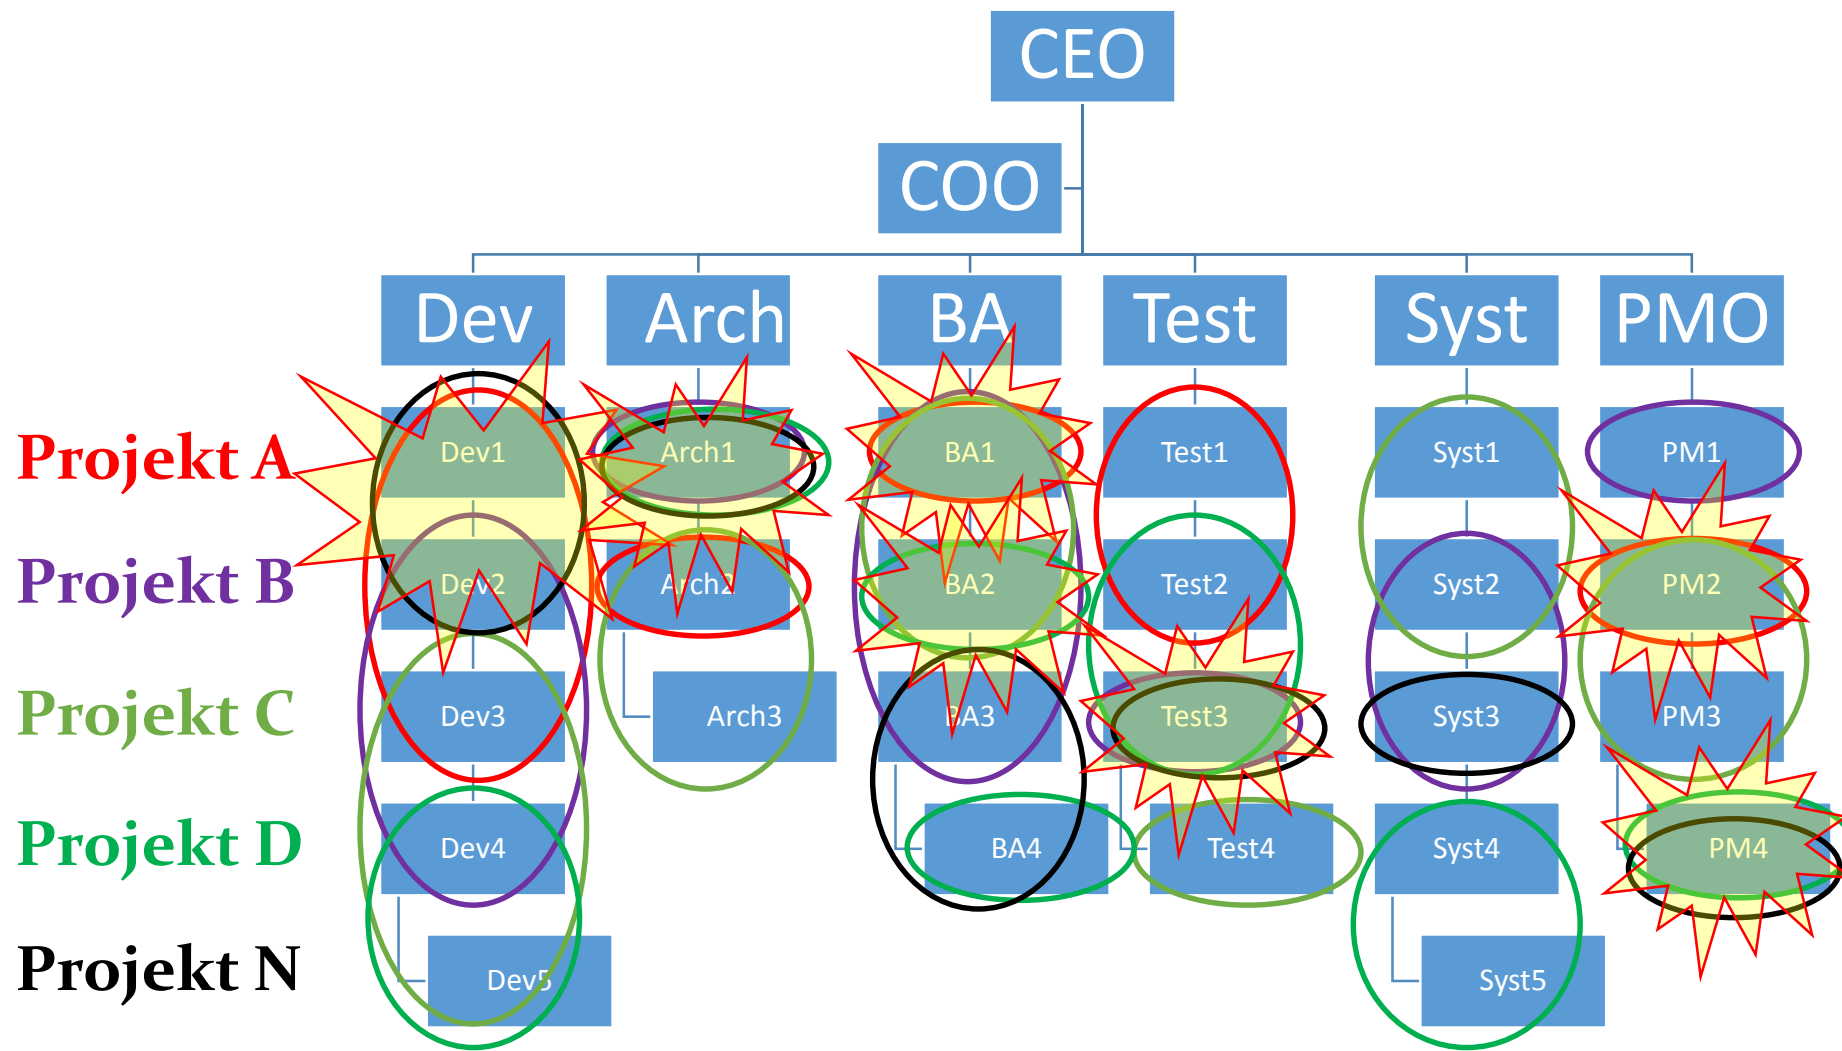 CEO
COO
Dev Arch BA Test Syst PMO
Projekt A Dev1 Arch1 BA1 Test1 Syst1 PM1
Projekt B Dev2 Arch2 BA2 Test2 Syst2 PM2
Projekt C Dev3 Arch3 BA3 Test3 Syst3 PM3
Projekt D Dev4 BA4 Test4 Syst4 PM4
Projekt N Dev5 Syst5